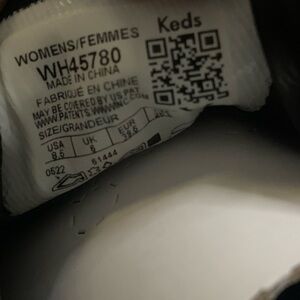 WOMENS/FEMMES
Keds
WH45780
MADE IN CHINA
FABRIQUÉ EN CHINE
MAY BE COVERED BY US PAT
SIZE/GRANDEUR
USA UK EUR
8.5 6
0522 51444